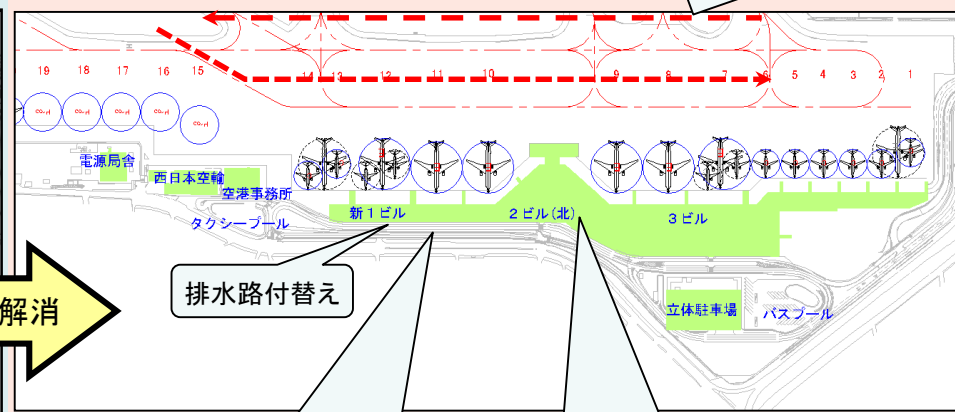 19 18 17 16 15 14 13 12 11 10 9 8 7 6 5 4 3 2 1
電源局舎
西日本空輸
空港事務所
タクシープール
新1ビル
2ビル(北)
3ビル
排水路付替え
解消
立体駐車場
バスプール